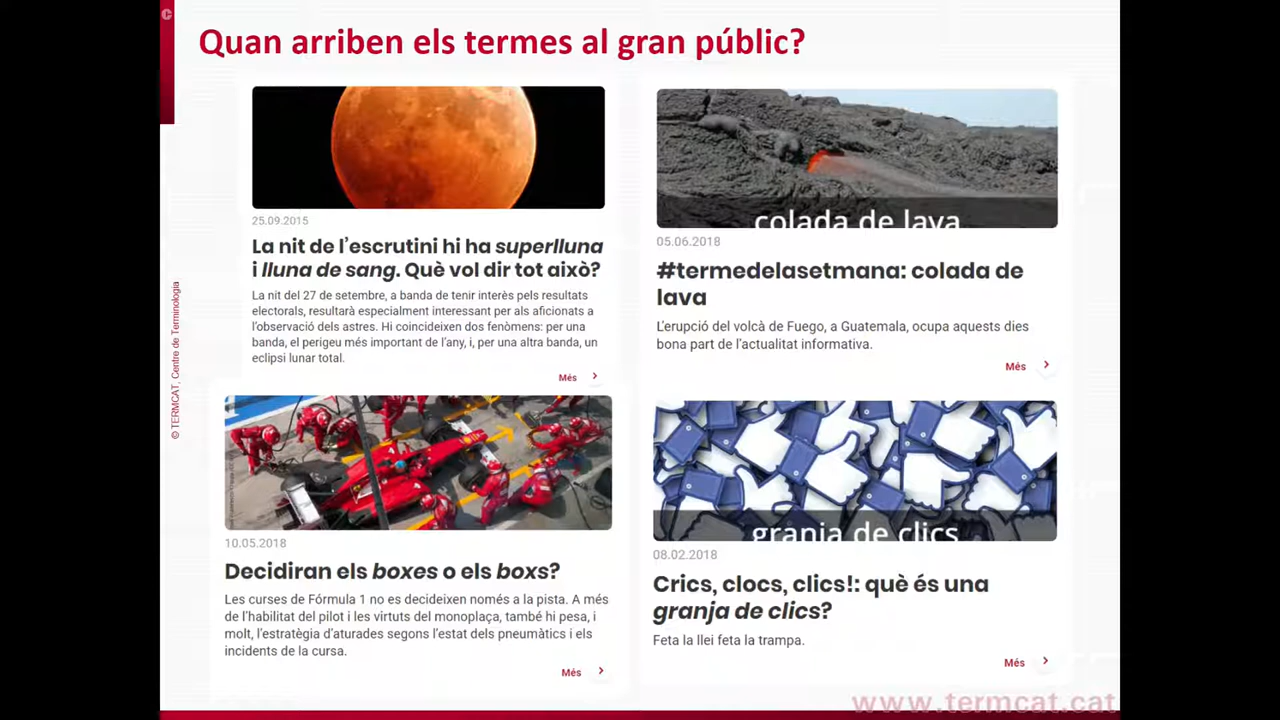 Quan arriben els termes al gran públic?
25.09.2015
La nit de l'escrutini hi ha superlluna
i lluna de sang. Què vol dir tot això?
La nit del 27 de setembre, a banda de tenir interès pels resultats
electorals, resultarà especialment interessant per als aficionats a
l'observació dels astres. Hi coincideixen dos fenòmens: per una
banda, el perigeu més important de l'any, i, per una altra banda, un
eclipsi lunar total.
Més
colada de lava
05.06.2018
#termedelasetmana: colada de
lava
L'erupció del volcà de Fuego, a Guatemala, ocupa aquests dies
bona part de l'actualitat informativa.
Més
10.05.2018
Decidiran els boxes o els boxs?
Les curses de Fórmula 1 no es decideixen només a la pista. A més
de l'habilitat del pilot i les virtuts del monoplaça, també hi pesa, i
molt, l'estratègia d'aturades segons l'estat dels pneumàtics i els
incidents de la cursa.
Més
granja de clics
08.02.2018
Crics, clocs, clics!: què és una
granja de clics?
Feta la llei feta la trampa.
Més
© TERMCAT, Centre de Terminologia
www.termcat.cat